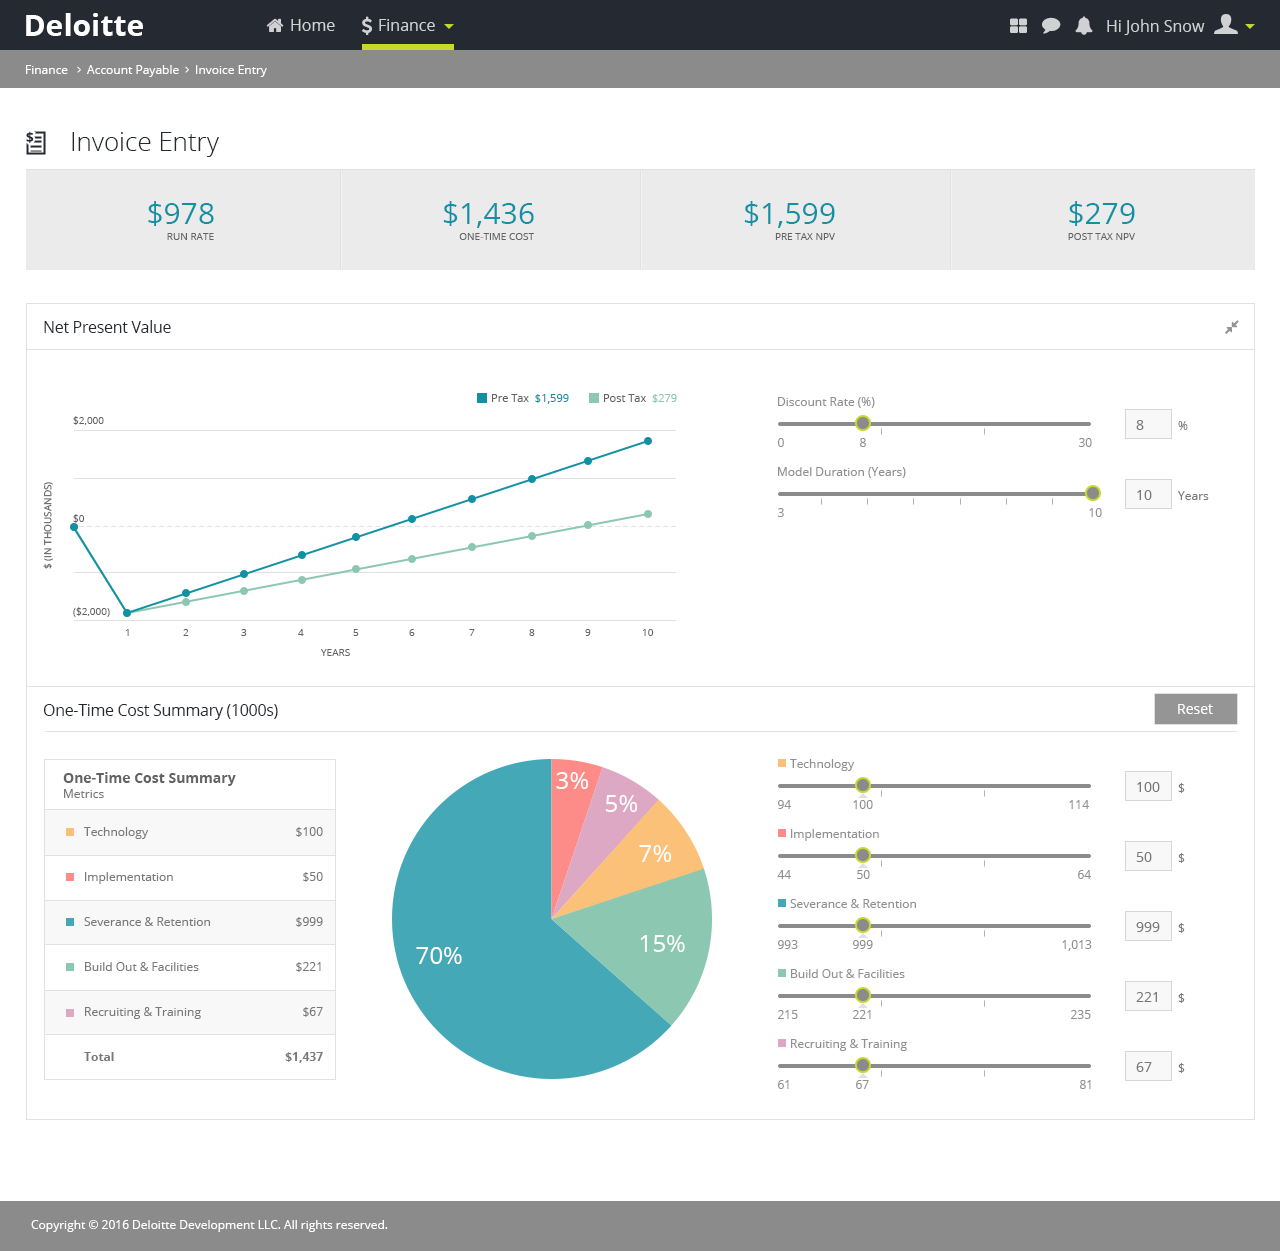 Deloitte
Home
$ Finance
Hi John Snow
Finance > Account Payable > Invoice Entry
Invoice Entry
$978
RUN RATE
$1,436
ONE-TIME COST
$1,599
PRE TAX NPV
$279
POST TAX NPV
Net Present Value
Pre Tax $1,599 Post Tax $279
$2,000
$0
($2,000)
$ (IN THOUSANDS)
1 2 3 4 5 6 7 8 9 10
YEARS
Discount Rate (%)
0 8 30
8 %
Model Duration (Years)
3 10
10 Years
One-Time Cost Summary (1000s)
Reset
One-Time Cost Summary
Metrics
Technology $100
Implementation $50
Severance & Retention $999
Build Out & Facilities $221
Recruiting & Training $67
Total $1,437
3%
5%
7%
15%
70%
Technology
94 100 114
100 $
Implementation
44 50 64
50 $
Severance & Retention
993 999 1,013
999 $
Build Out & Facilities
215 221 235
221 $
Recruiting & Training
61 67 81
67 $
Copyright © 2016 Deloitte Development LLC. All rights reserved.